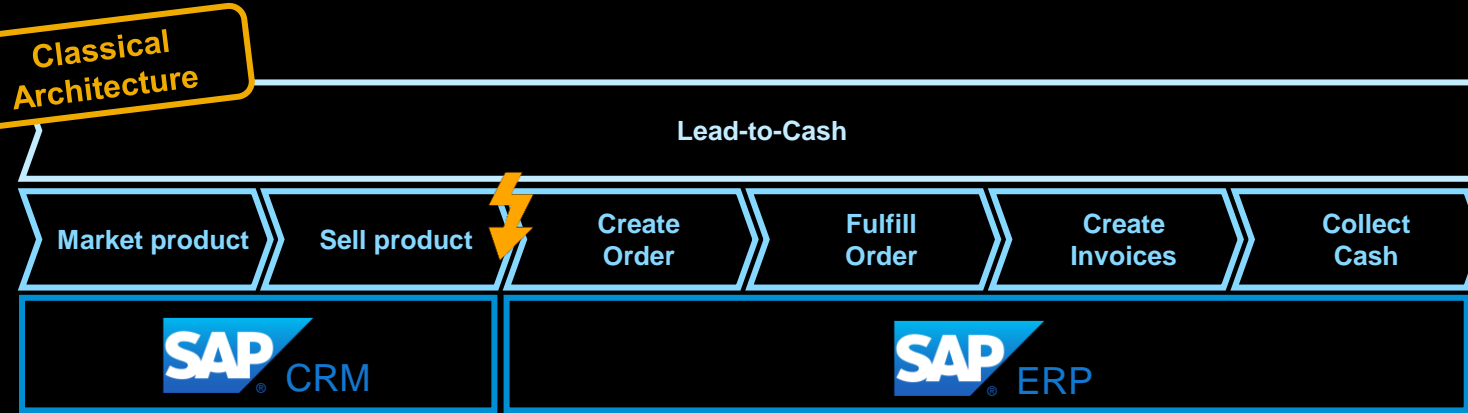 Classical
Architecture
Lead-to-Cash
Market product
Sell product
Create
Order
Fulfill
Order
Create
Invoices
Collect
Cash
SAP® CRM
SAP® ERP